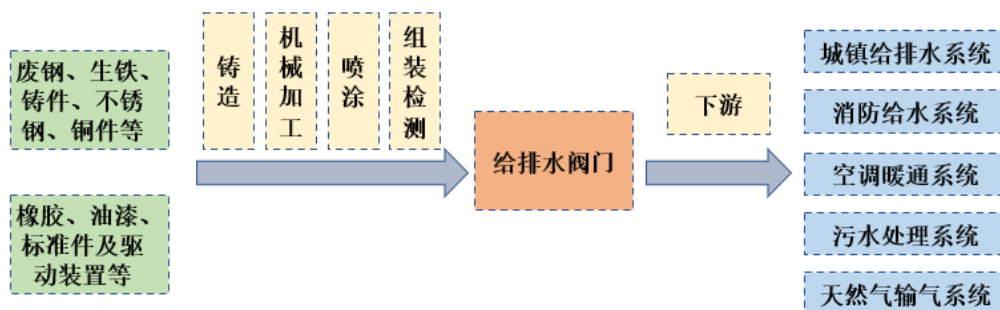 废钢、生铁、
铸件、不锈
钢、铜件等
橡胶、油漆、
标准件及驱
动装置等
铸造
机械加工
喷涂
组装检测
给排水阀门
下游
城镇给排水系统
消防给水系统
空调暖通系统
污水处理系统
天然气输气系统